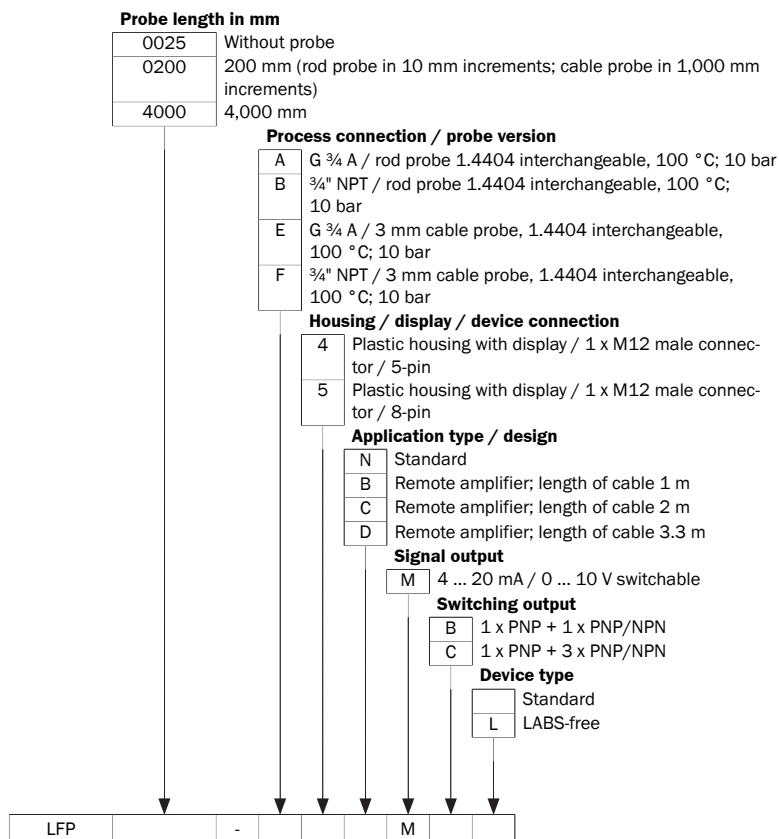 Probe length in mm
0025 Without probe
0200 200 mm (rod probe in 10 mm increments; cable probe in 1,000 mm
increments)
4000 4,000 mm
Process connection / probe version
A G ¾ A / rod probe 1.4404 interchangeable, 100 °C; 10 bar
B ¾" NPT / rod probe 1.4404 interchangeable, 100 °C;
10 bar
E G ¾ A / 3 mm cable probe, 1.4404 interchangeable,
100 °C; 10 bar
F ¾" NPT / 3 mm cable probe, 1.4404 interchangeable,
100 °C; 10 bar
Housing / display / device connection
4 Plastic housing with display / 1 x M12 male connec-
tor / 5-pin
5 Plastic housing with display / 1 x M12 male connec-
tor / 8-pin
Application type / design
N Standard
B Remote amplifier; length of cable 1 m
C Remote amplifier; length of cable 2 m
D Remote amplifier; length of cable 3.3 m
Signal output
M 4 ... 20 mA / 0 ... 10 V switchable
Switching output
B 1 x PNP + 1 x PNP/NPN
C 1 x PNP + 3 x PNP/NPN
Device type
Standard
L LABS-free
LFP - M